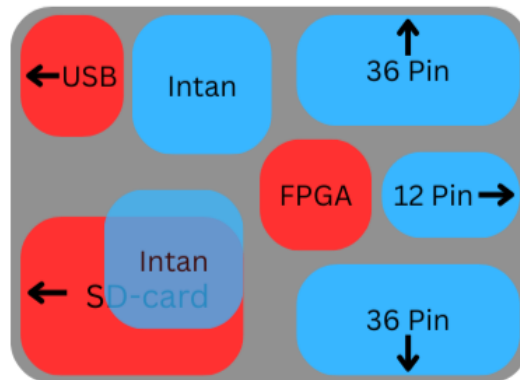 USB
Intan
36 Pin
FPGA
12 Pin
Intan
SD-card
36 Pin